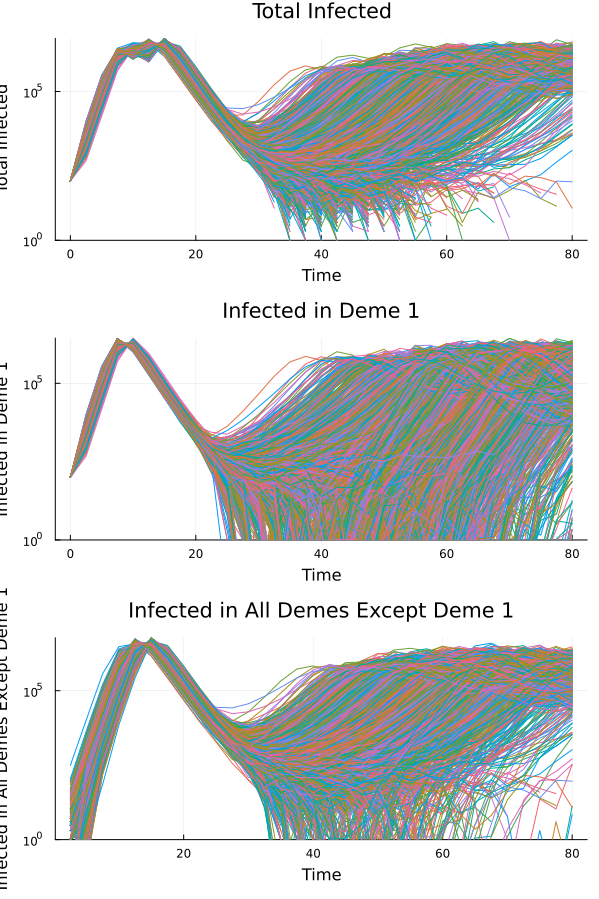 Total Infected
Total Infected
10^5
10^0
0 20 40 60 80
Time
Infected in Deme 1
Infected in Deme 1
10^5
10^0
0 20 40 60 80
Time
Infected in All Demes Except Deme 1
Infected in All Demes Except Deme 1
10^5
10^0
20 40 60 80
Time